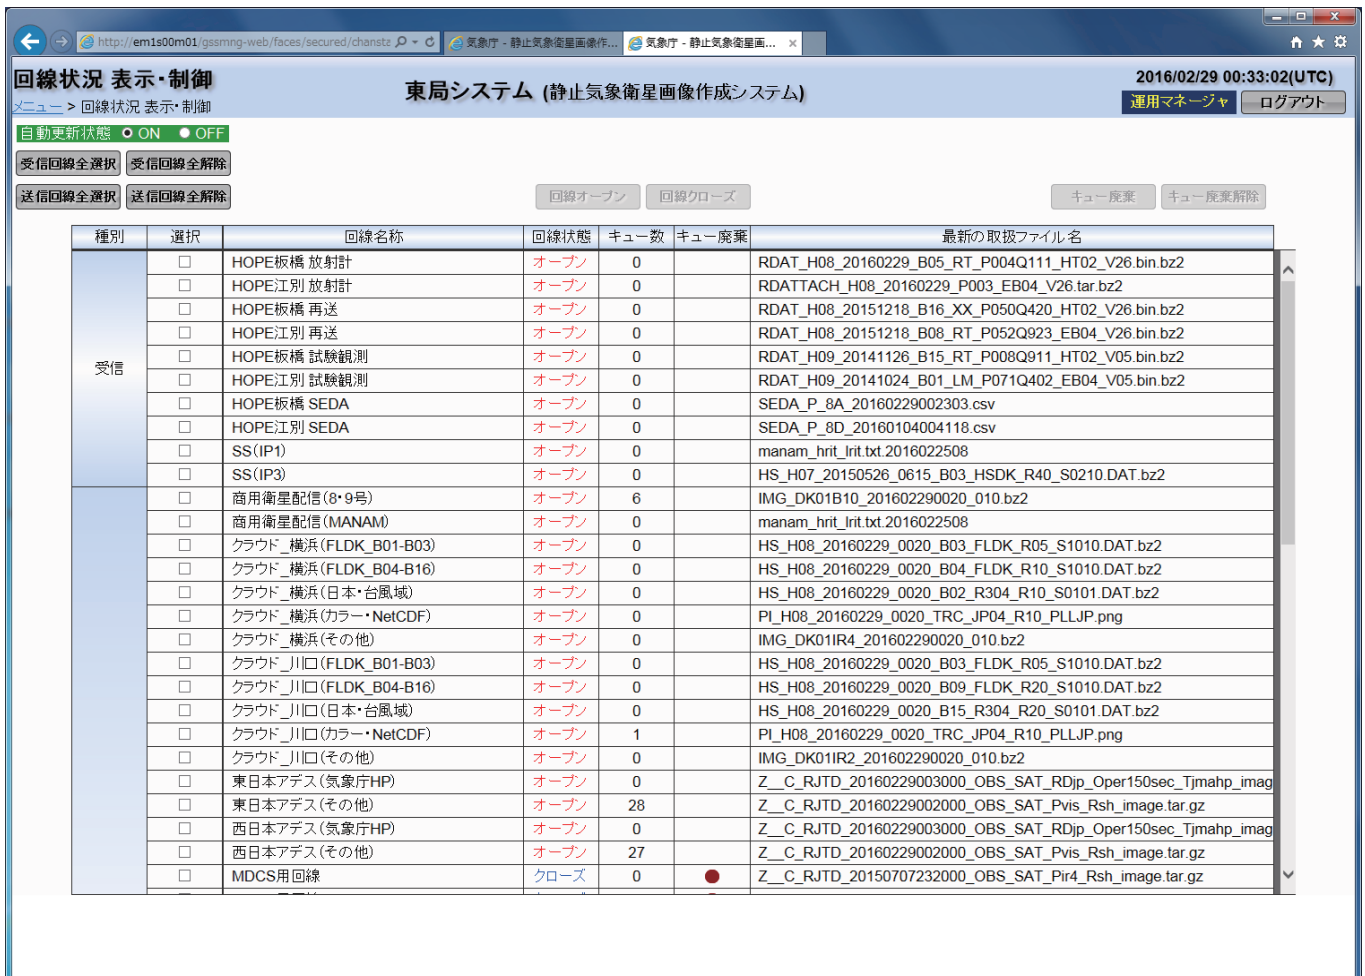 http://em1s00m01/gssmng-web/faces/secured/chansta
気象庁 - 静止気象衛星画像作...
気象庁 - 静止気象衛星画... ×
回線状況 表示・制御
東局システム (静止気象衛星画像作成システム)
2016/02/29 00:33:02(UTC)
メニュー > 回線状況 表示・制御
運用マネージャ ログアウト
自動更新状態 ON OFF
受信回線全選択 受信回線全解除
送信回線全選択 送信回線全解除 回線オープン 回線クローズ キュー廃棄 キュー廃棄解除
種別 選択 回線名称 回線状態 キュー数 キュー廃棄 最新の取扱ファイル名
受信
HOPE板橋 放射計 オープン 0 RDAT_H08_20160229_B05_RT_P004Q111_HT02_V26.bin.bz2
HOPE江別 放射計 オープン 0 RDATTACH_H08_20160229_P003_EB04_V26.tar.bz2
HOPE板橋 再送 オープン 0 RDAT_H08_20151218_B16_XX_P050Q420_HT02_V26.bin.bz2
HOPE江別 再送 オープン 0 RDAT_H08_20151218_B08_RT_P052Q923_EB04_V26.bin.bz2
HOPE板橋 試験観測 オープン 0 RDAT_H09_20141126_B15_RT_P008Q911_HT02_V05.bin.bz2
HOPE江別 試験観測 オープン 0 RDAT_H09_20141024_B01_LM_P071Q402_EB04_V05.bin.bz2
HOPE板橋 SEDA オープン 0 SEDA_P_8A_20160229002303.csv
HOPE江別 SEDA オープン 0 SEDA_P_8D_20160104004118.csv
SS(IP1) オープン 0 manam_hrit_lrit.txt.2016022508
SS(IP3) オープン 0 HS_H07_20150526_0615_B03_HSDK_R40_S0210.DAT.bz2
商用衛星配信(8・9号) オープン 6 IMG_DK01B10_201602290020_010.bz2
商用衛星配信(MANAM) オープン 0 manam_hrit_lrit.txt.2016022508
クラウド_横浜(FLDK_B01-B03) オープン 0 HS_H08_20160229_0020_B03_FLDK_R05_S1010.DAT.bz2
クラウド_横浜(FLDK_B04-B16) オープン 0 HS_H08_20160229_0020_B04_FLDK_R10_S1010.DAT.bz2
クラウド_横浜(日本・台風域) オープン 0 HS_H08_20160229_0020_B02_R304_R10_S0101.DAT.bz2
クラウド_横浜(カラー・NetCDF) オープン 0 PI_H08_20160229_0020_TRC_JP04_R10_PLLJP.png
クラウド_横浜(その他) オープン 0 IMG_DK01IR4_201602290020_010.bz2
クラウド_川口(FLDK_B01-B03) オープン 0 HS_H08_20160229_0020_B03_FLDK_R05_S1010.DAT.bz2
クラウド_川口(FLDK_B04-B16) オープン 0 HS_H08_20160229_0020_B09_FLDK_R20_S1010.DAT.bz2
クラウド_川口(日本・台風域) オープン 0 HS_H08_20160229_0020_B15_R304_R20_S0101.DAT.bz2
クラウド_川口(カラー・NetCDF) オープン 1 PI_H08_20160229_0020_TRC_JP04_R10_PLLJP.png
クラウド_川口(その他) オープン 0 IMG_DK01IR2_201602290020_010.bz2
東日本アデス(気象庁HP) オープン 0 Z__C_RJTD_20160229003000_OBS_SAT_RDjp_Oper150sec_Tjmahp_imag
東日本アデス(その他) オープン 28 Z__C_RJTD_20160229002000_OBS_SAT_Pvis_Rsh_image.tar.gz
西日本アデス(気象庁HP) オープン 0 Z__C_RJTD_20160229003000_OBS_SAT_RDjp_Oper150sec_Tjmahp_imag
西日本アデス(その他) オープン 27 Z__C_RJTD_20160229002000_OBS_SAT_Pvis_Rsh_image.tar.gz
MDCS用回線 クローズ 0 ● Z__C_RJTD_20150707232000_OBS_SAT_Pir4_Rsh_image.tar.gz